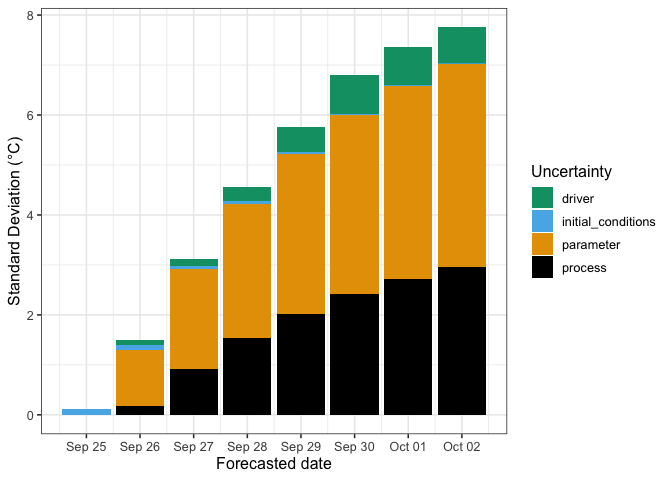 8
6
4
2
0
Standard Deviation (°C)
Sep 25 Sep 26 Sep 27 Sep 28 Sep 29 Sep 30 Oct 01 Oct 02
Forecasted date
Uncertainty
driver
initial_conditions
parameter
process